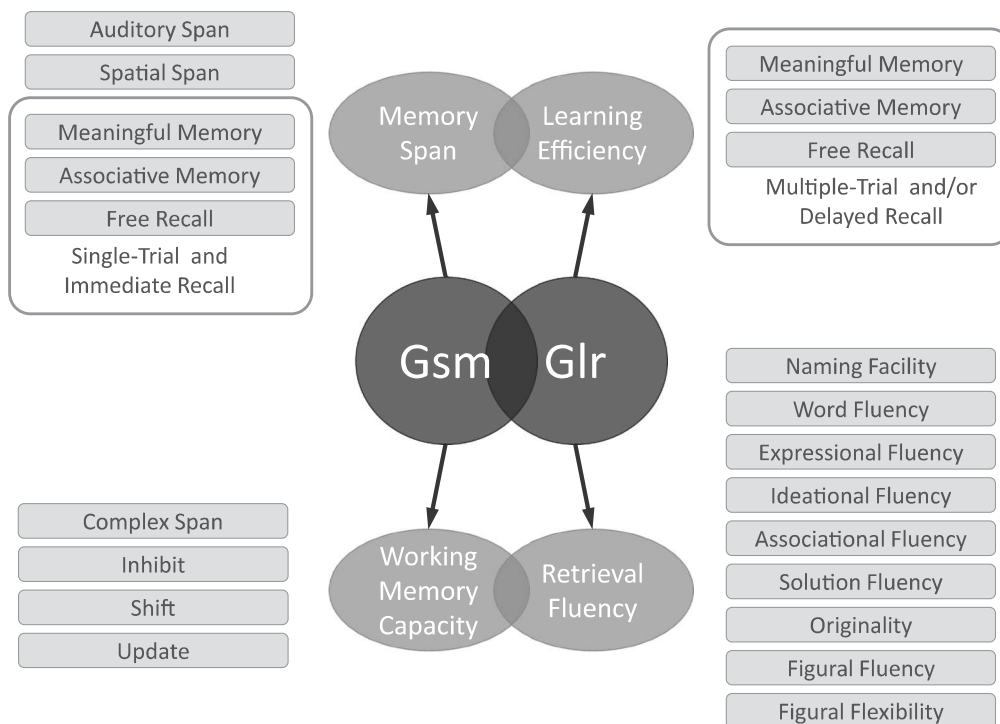 Auditory Span
Spatial Span
Meaningful Memory
Associative Memory
Free Recall
Single-Trial and
Immediate Recall
Memory
Span
Learning
Efficiency
Meaningful Memory
Associative Memory
Free Recall
Multiple-Trial and/or
Delayed Recall
Gsm
Glr
Complex Span
Inhibit
Shift
Update
Working
Memory
Capacity
Retrieval
Fluency
Naming Facility
Word Fluency
Expressional Fluency
Ideational Fluency
Associational Fluency
Solution Fluency
Originality
Figural Fluency
Figural Flexibility